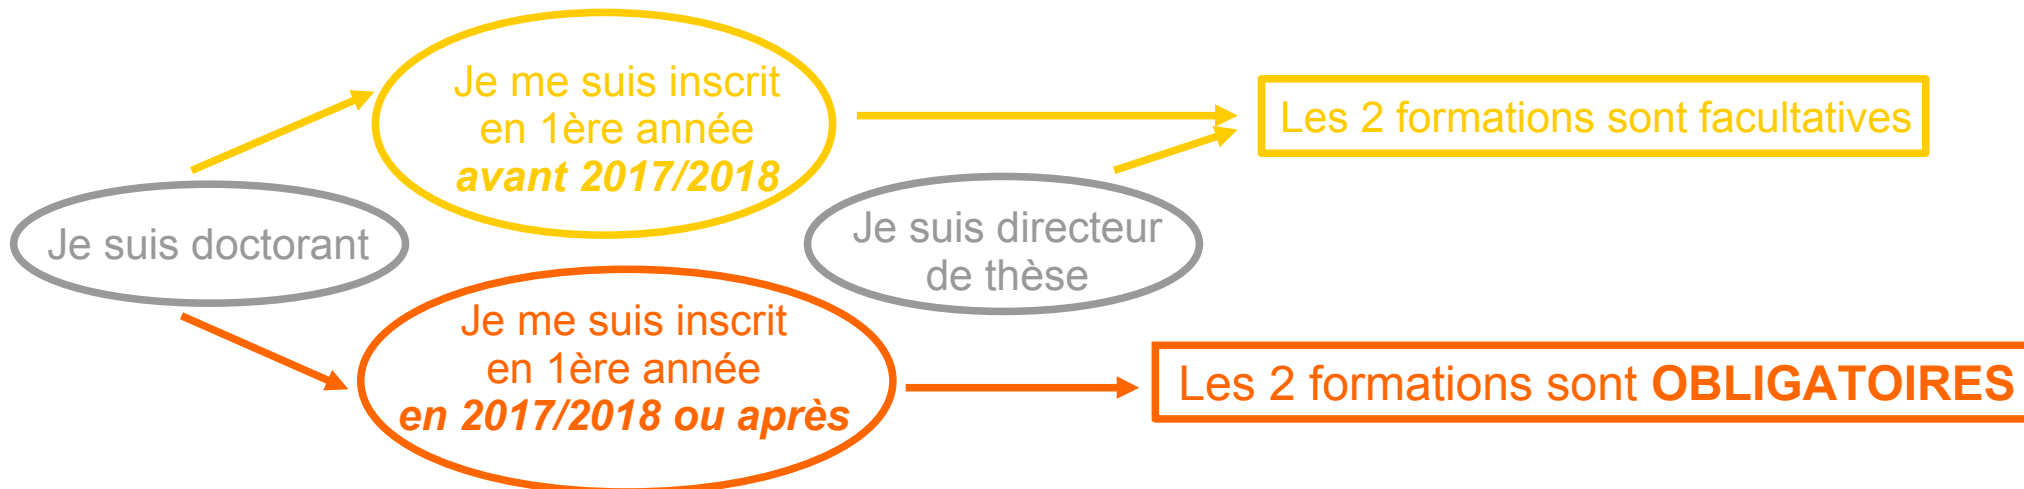 Je me suis inscrit
en 1ère année
avant 2017/2018
Les 2 formations sont facultatives
Je suis doctorant
Je suis directeur
de thèse
Je me suis inscrit
en 1ère année
en 2017/2018 ou après
Les 2 formations sont OBLIGATOIRES